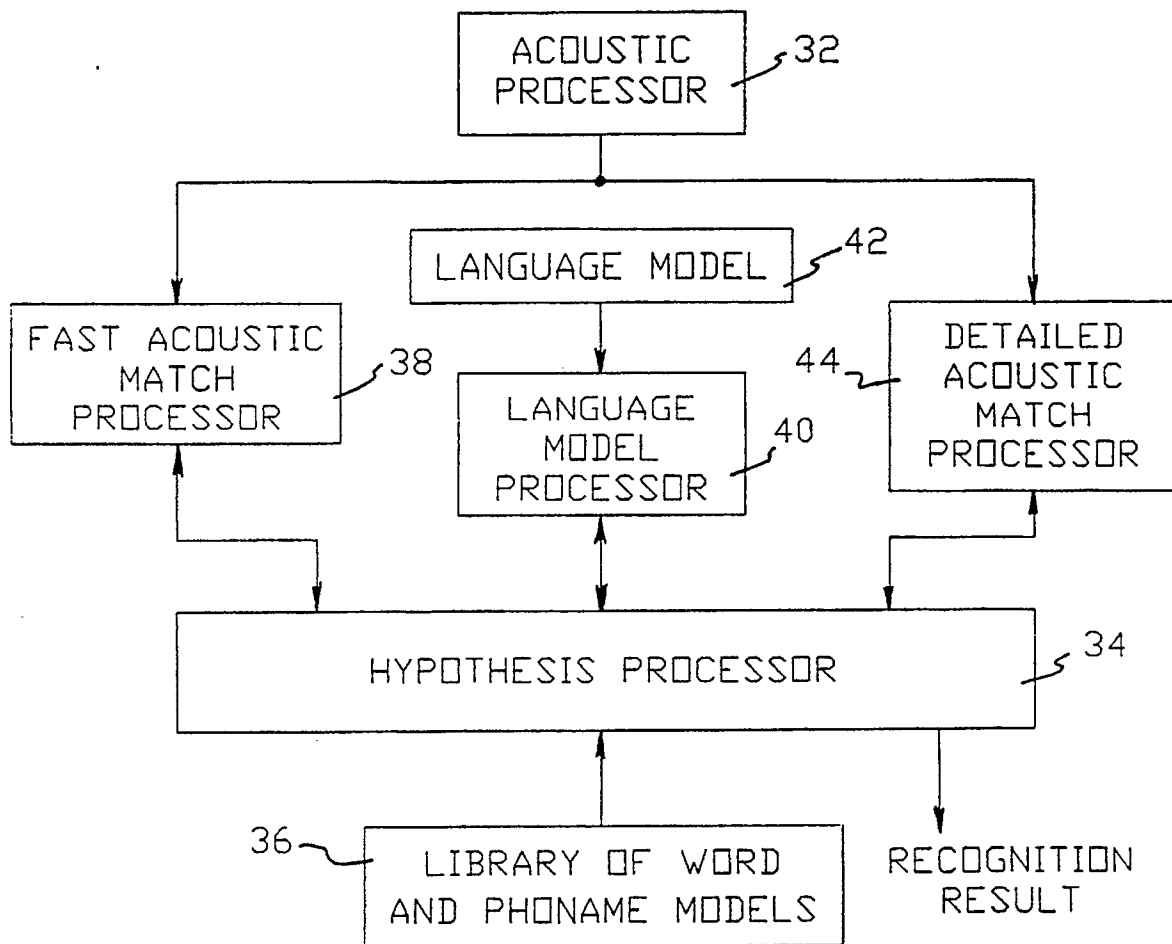 ACOUSTIC
PROCESSOR
32
LANGUAGE MODEL
42
FAST ACOUSTIC
MATCH
PROCESSOR
38
LANGUAGE
MODEL
PROCESSOR
40
44
DETAILED
ACOUSTIC
MATCH
PROCESSOR
HYPOTHESIS PROCESSOR
34
36
LIBRARY OF WORD
AND PHONAME MODELS
RECOGNITION
RESULT